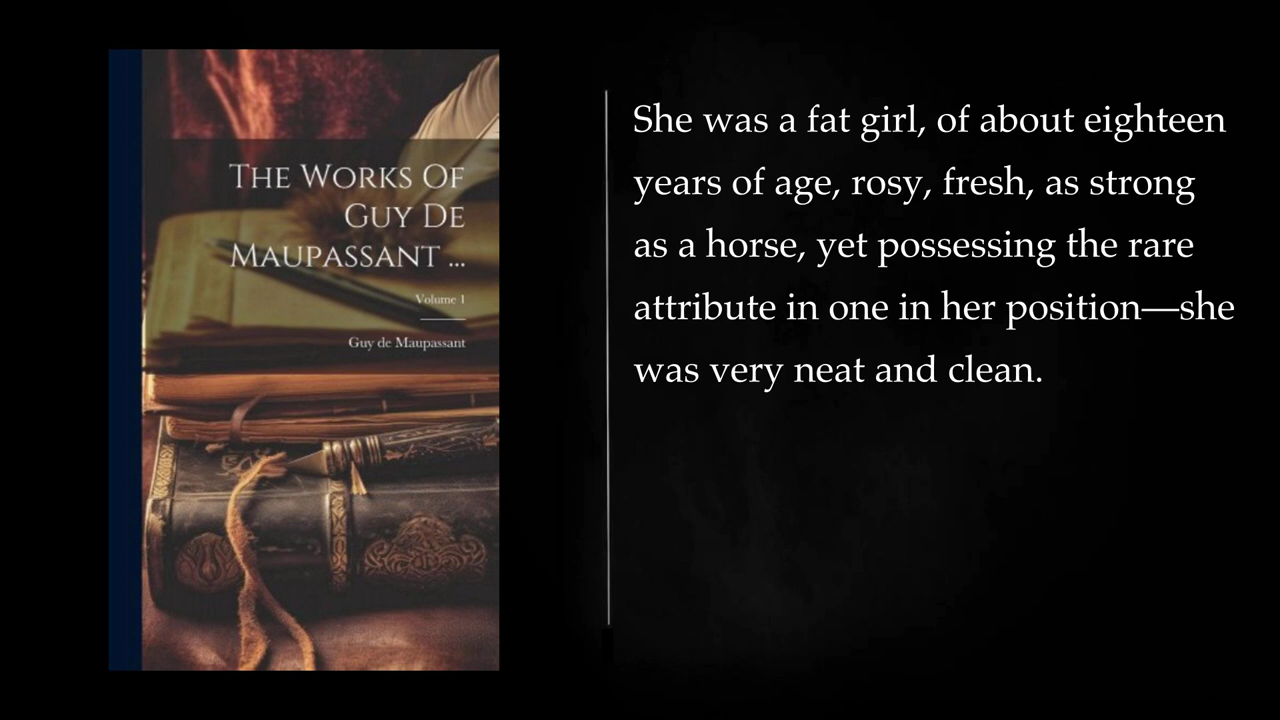 THE WORKS OF
GUY DE
MAUPASSANT ...
Volume 1
Guy de Maupassant
She was a fat girl, of about eighteen
years of age, rosy, fresh, as strong
as a horse, yet possessing the rare
attribute in one in her position—she
was very neat and clean.